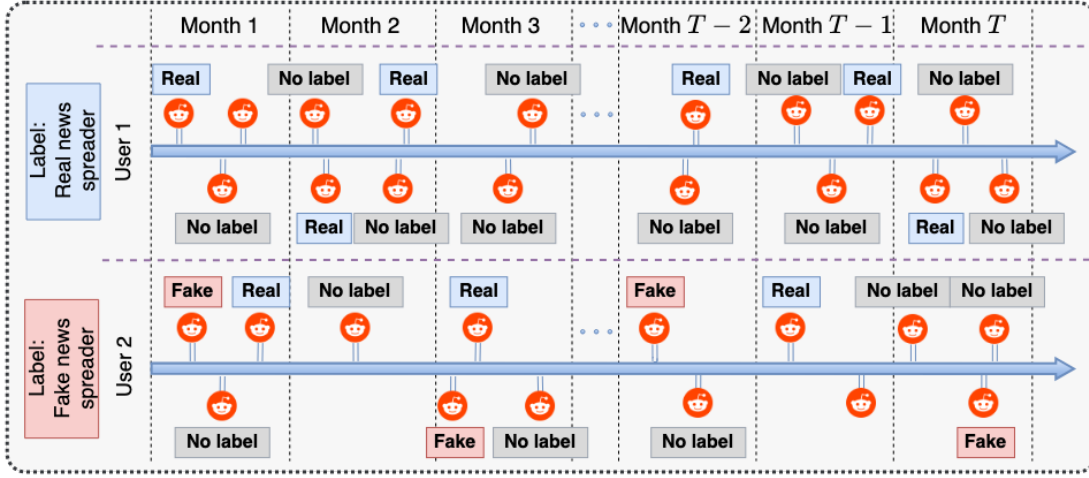 Month 1
Month 2
Month 3
Month T − 2
Month T − 1
Month T
Label:
Real news
spreader
User 1
Real
No label
Real
No label
Real
No label
Real
No label
No label
Real
No label
No label
No label
No label
Real
No label
Label:
Fake news
spreader
User 2
Fake
Real
No label
Real
Fake
Real
No label
No label
No label
Fake
No label
No label
Fake